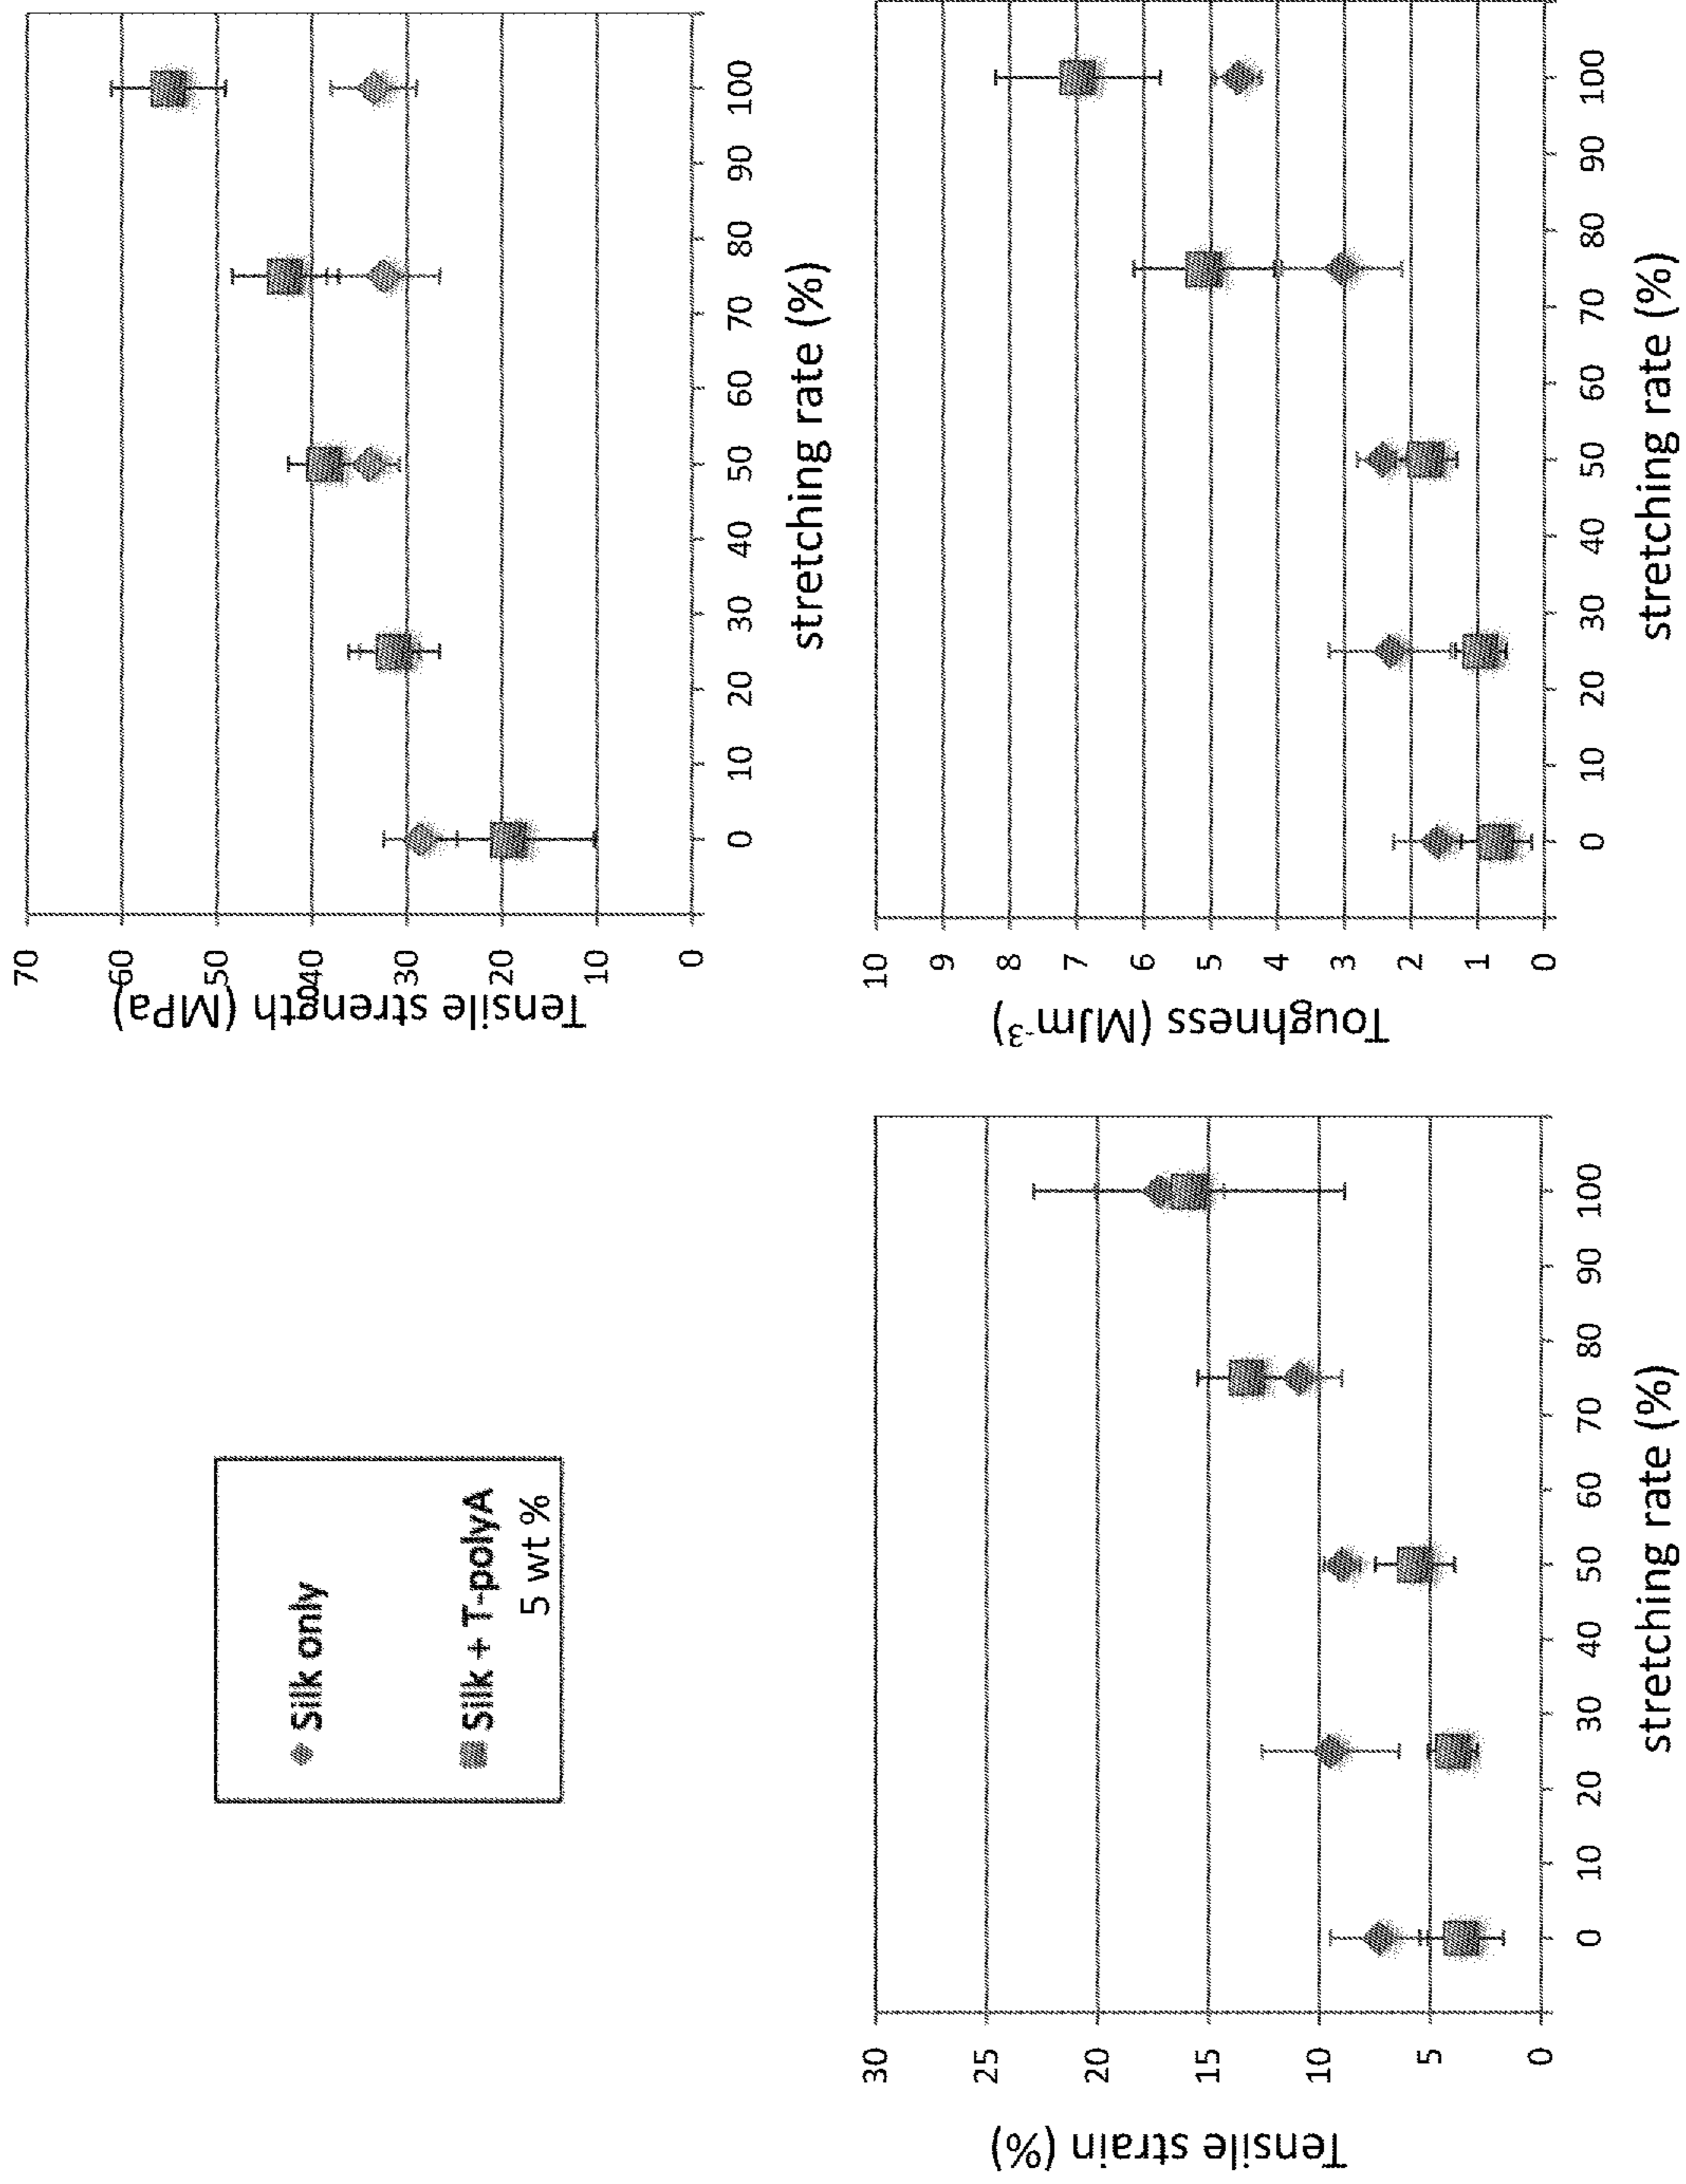 Silk only
Silk + T-polyA
5 wt %
Tensile strength (MPa)
70
60
50
40
30
20
10
0
0 10 20 30 40 50 60 70 80 90 100
stretching rate (%)
Tensile strain (%)
30
25
20
15
10
5
0
0 10 20 30 40 50 60 70 80 90 100
stretching rate (%)
Toughness (MJm-3)
10
9
8
7
6
5
4
3
2
1
0
0 10 20 30 40 50 60 70 80 90 100
stretching rate (%)